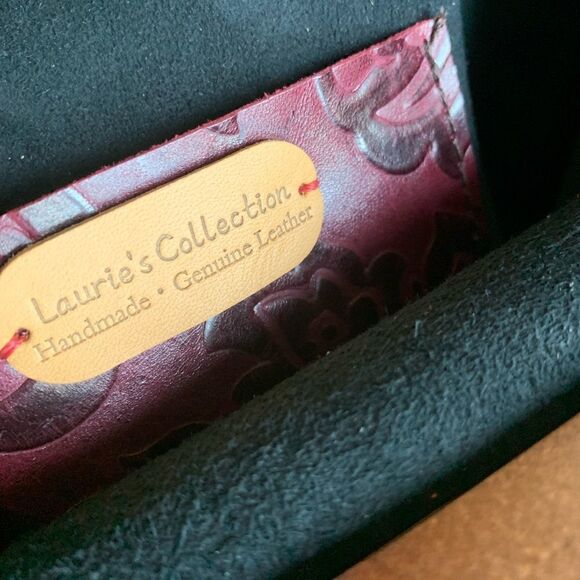 Laurie's Collection
Handmade · Genuine Leather